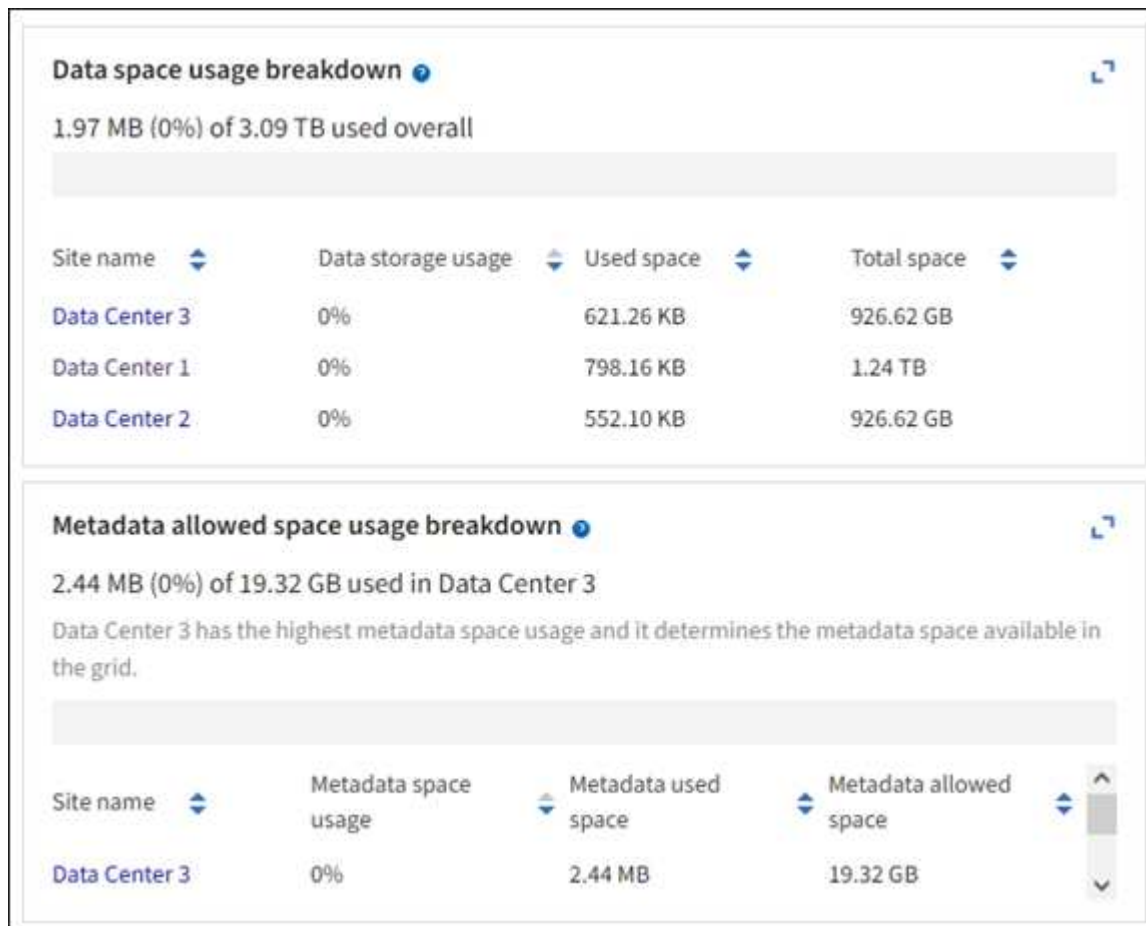 Data space usage breakdown ?
1.97 MB (0%) of 3.09 TB used overall
Site name Data storage usage Used space Total space
Data Center 3 0% 621.26 KB 926.62 GB
Data Center 1 0% 798.16 KB 1.24 TB
Data Center 2 0% 552.10 KB 926.62 GB
Metadata allowed space usage breakdown ?
2.44 MB (0%) of 19.32 GB used in Data Center 3
Data Center 3 has the highest metadata space usage and it determines the metadata space available in
the grid.
Site name Metadata space usage Metadata used space Metadata allowed space
Data Center 3 0% 2.44 MB 19.32 GB